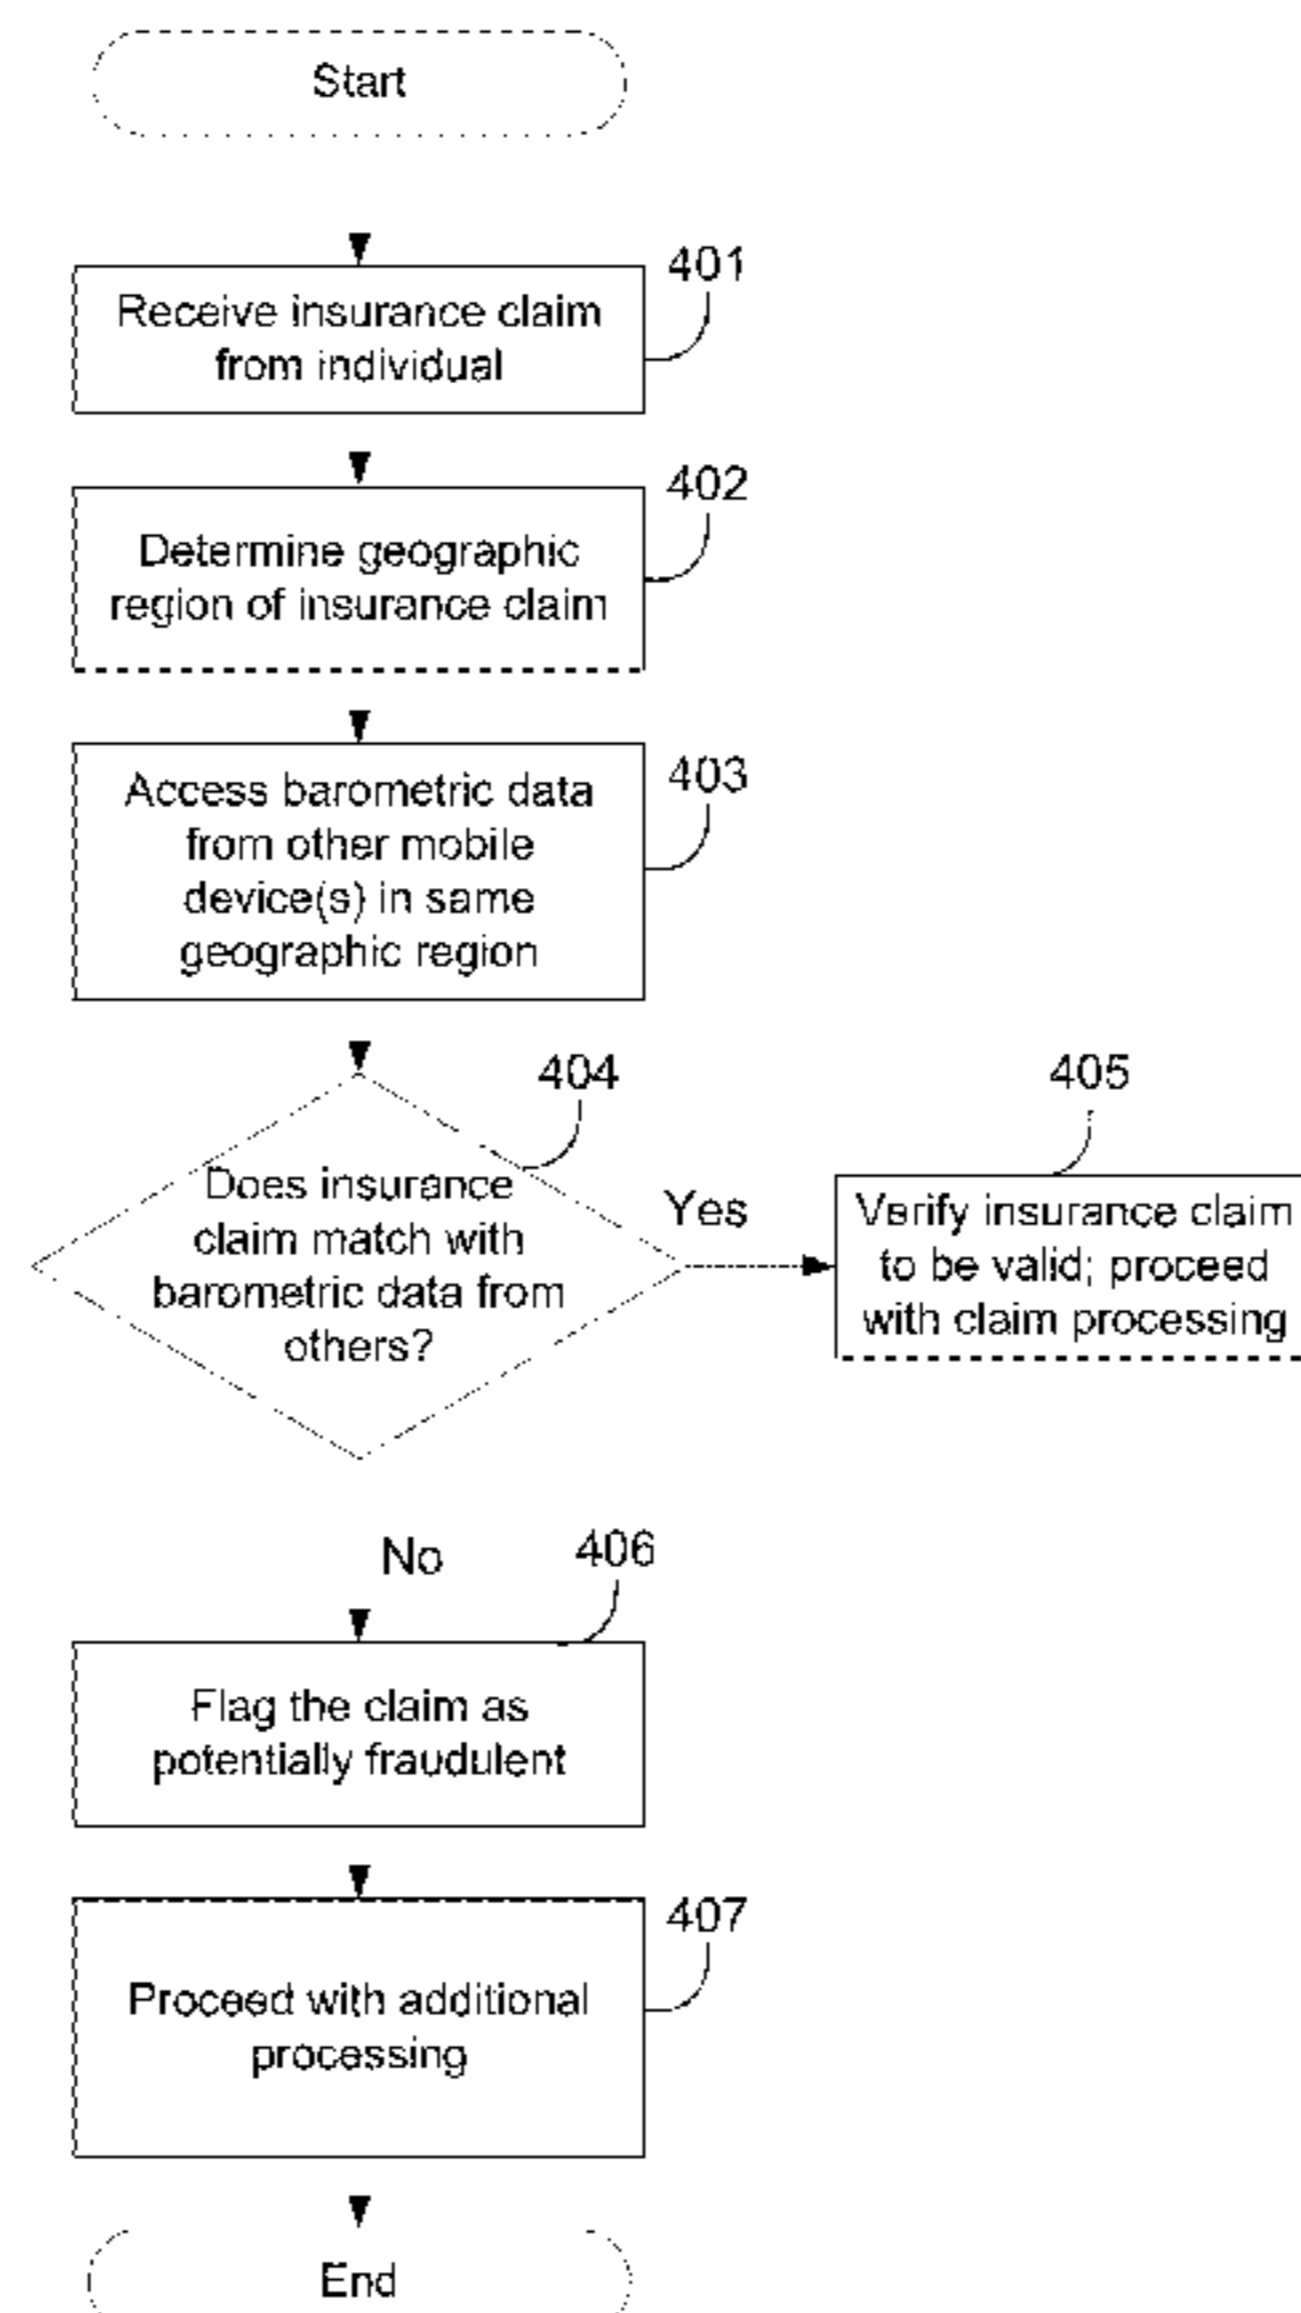 Start
401
Receive insurance claim
from individual
402
Determine geographic
region of insurance claim
403
Access barometric data
from other mobile
device(s) in same
geographic region
404
Does insurance
claim match with
barometric data from
others?
Yes
405
Verify insurance claim
to be valid; proceed
with claim processing
No
406
Flag the claim as
potentially fraudulent
407
Proceed with additional
processing
End